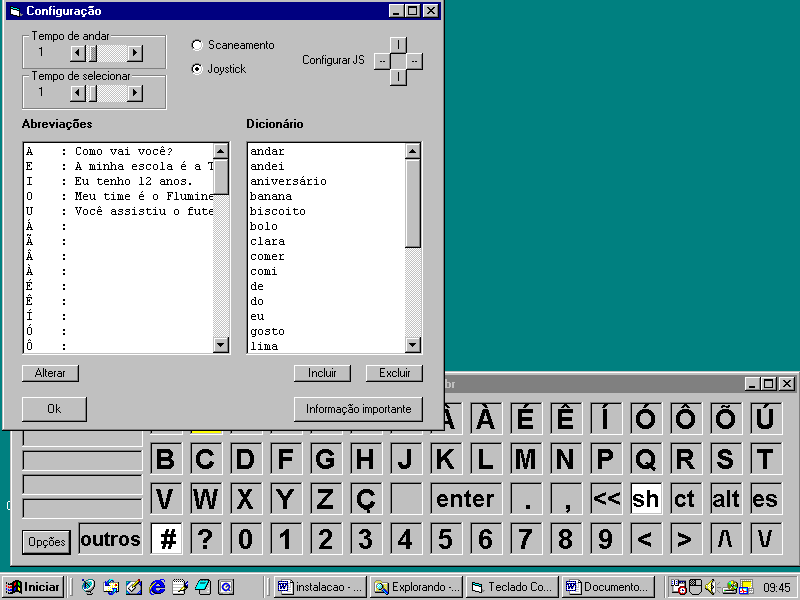 Configuração
Tempo de andar
1
Tempo de selecionar
1
Scaneamento
Joystick
Configurar JS
Abreviações
A : Como vai você?
E : A minha escola é a T
I : Eu tenho 12 anos.
O : Meu time é o Flumine
U : Você assistiu o fute
Á :
Ã :
Â :
À :
É :
Ê :
Í :
Ó :
Ô :
Dicionário
andar
andei
aniversário
banana
biscoito
bolo
clara
comer
comi
de
do
eu
gosto
lima
Alterar
Incluir
Excluir
Ok
Informação importante
br
À É Ê Í Ó Ô Õ Ú
B C D F G H J K L M N P Q R S T
V W X Y Z Ç enter . , << sh ct alt es
Opções outros # ? 0 1 2 3 4 5 6 7 8 9 < > /\ \/
Iniciar
instalacao - ...
Explorando -...
Teclado Co...
Documento...
09:45